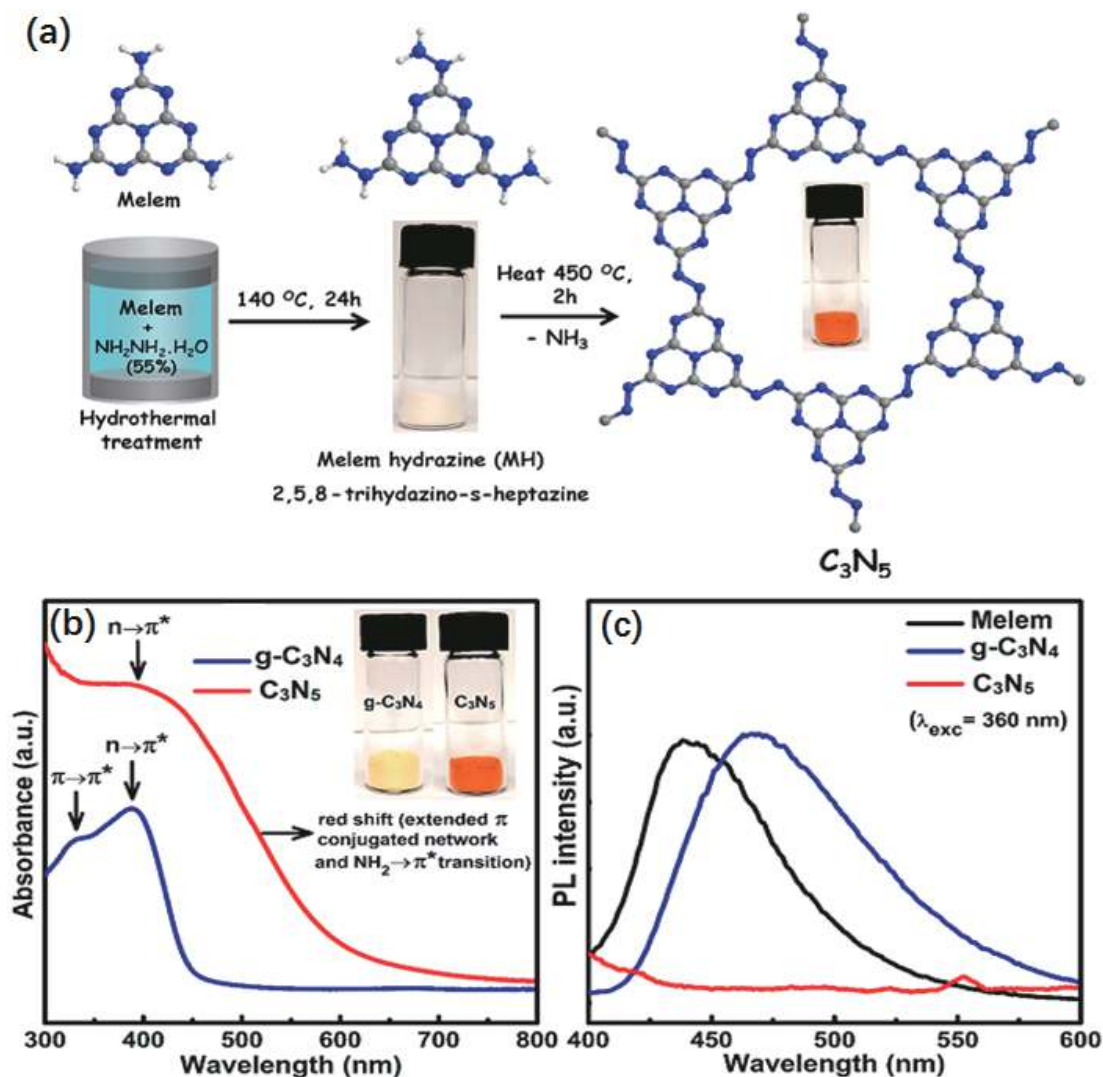 (a)
Melem
Melem
+
NH₂NH₂.H₂O
(55%)
Hydrothermal
treatment
140 °C, 24h
Heat 450 °C,
2h
- NH₃
Melem hydrazine (MH)
2,5,8-trihydazino-s-heptazine
C₃N₅
(b)
n→π*
g-C₃N₄
C₃N₅
g-C₃N₄
C₃N₅
n→π*
π→π*
red shift (extended π
conjugated network
and NH₂→π* transition)
Absorbance (a.u.)
300 400 500 600 700 800
Wavelength (nm)
(c)
Melem
g-C₃N₄
C₃N₅
(λexc= 360 nm)
PL intensity (a.u.)
400 450 500 550 600
Wavelength (nm)